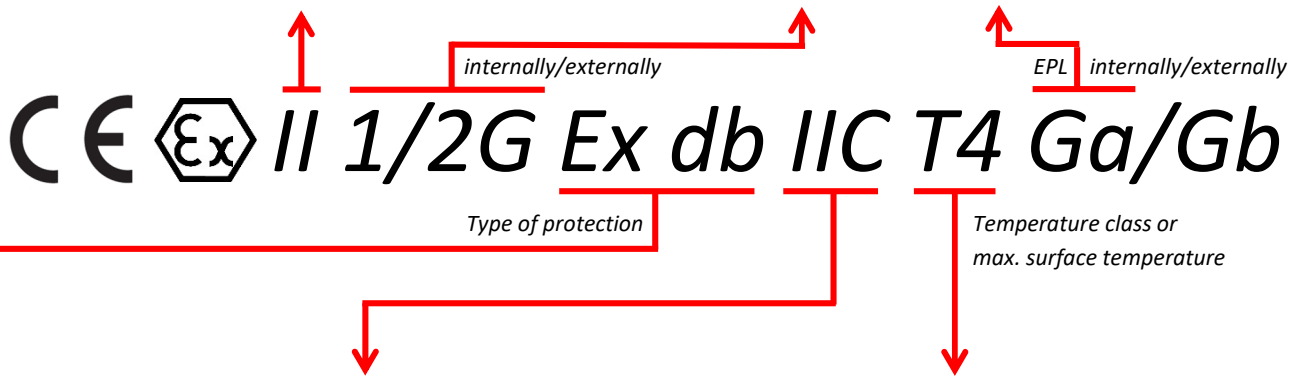 internally/externally EPL internally/externally
CE Ex II 1/2G Ex db IIC T4 Ga/Gb
Type of protection Temperature class or
max. surface temperature